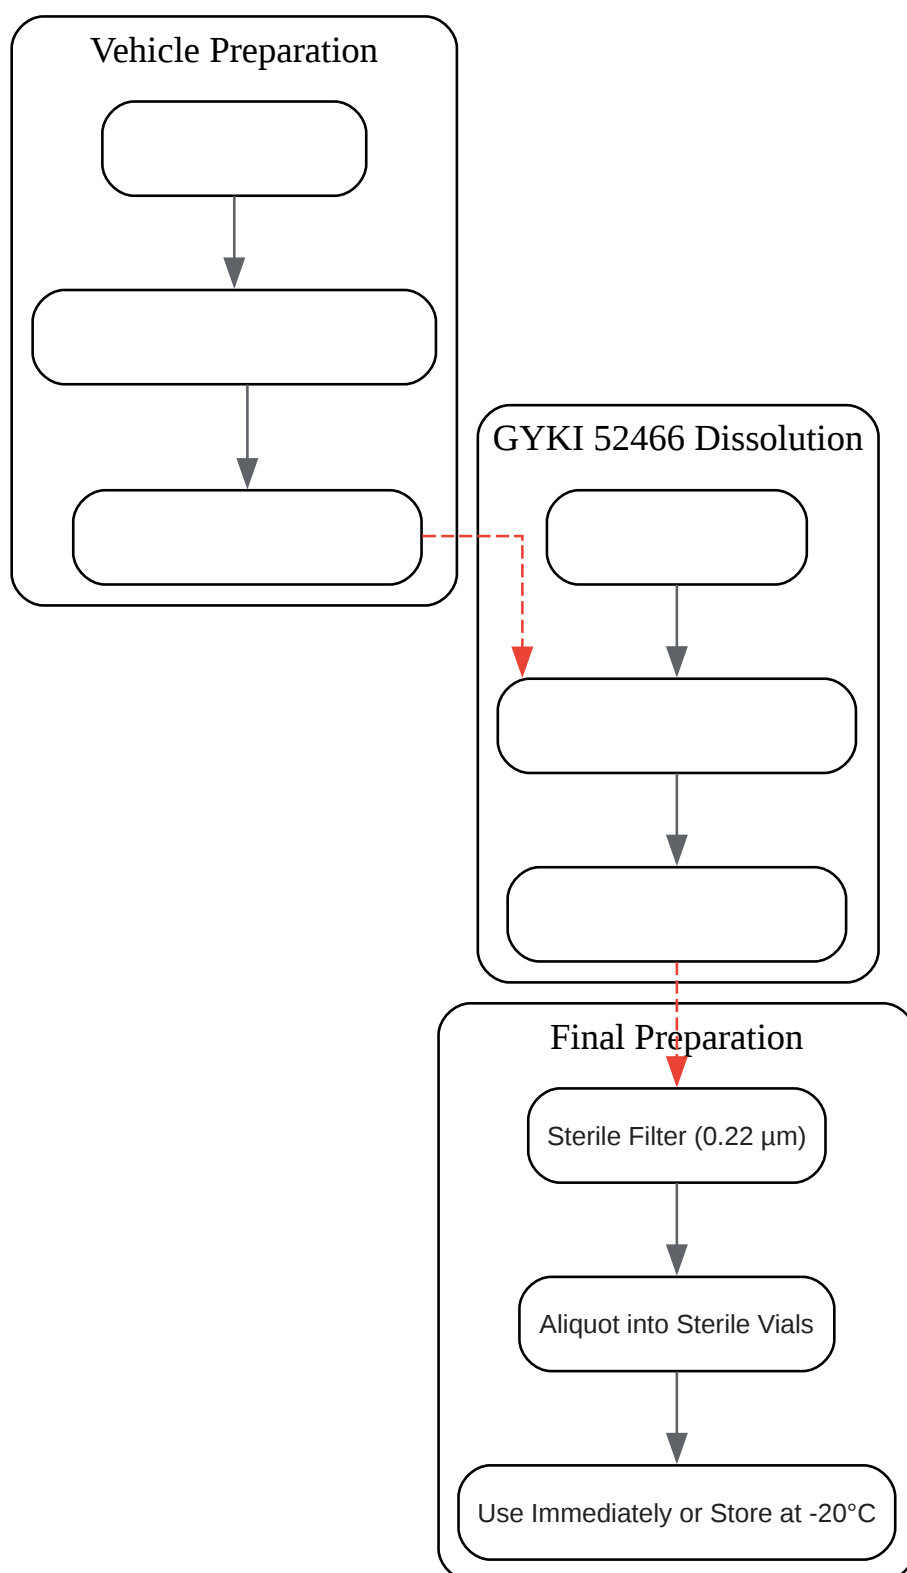 Vehicle Preparation
GYKI 52466 Dissolution
Final Preparation
Sterile Filter (0.22 µm)
Aliquot into Sterile Vials
Use Immediately or Store at -20°C